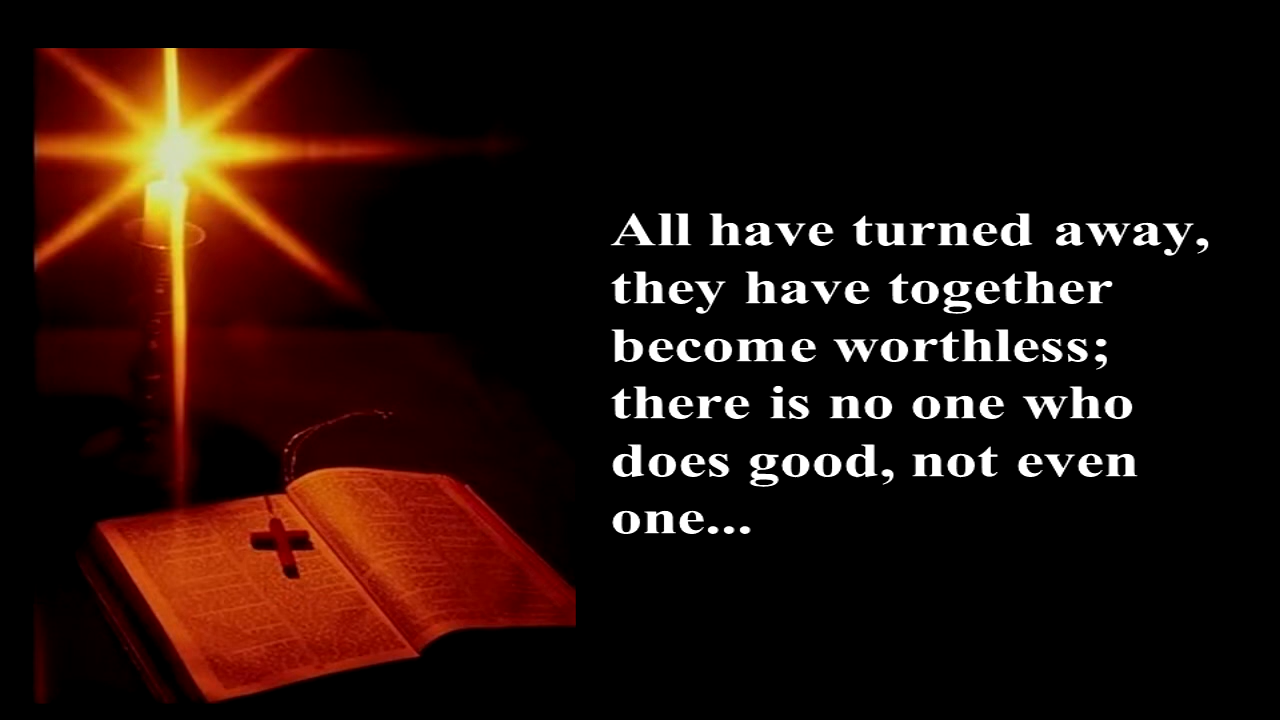 All have turned away,
they have together
become worthless;
there is no one who
does good, not even
one...